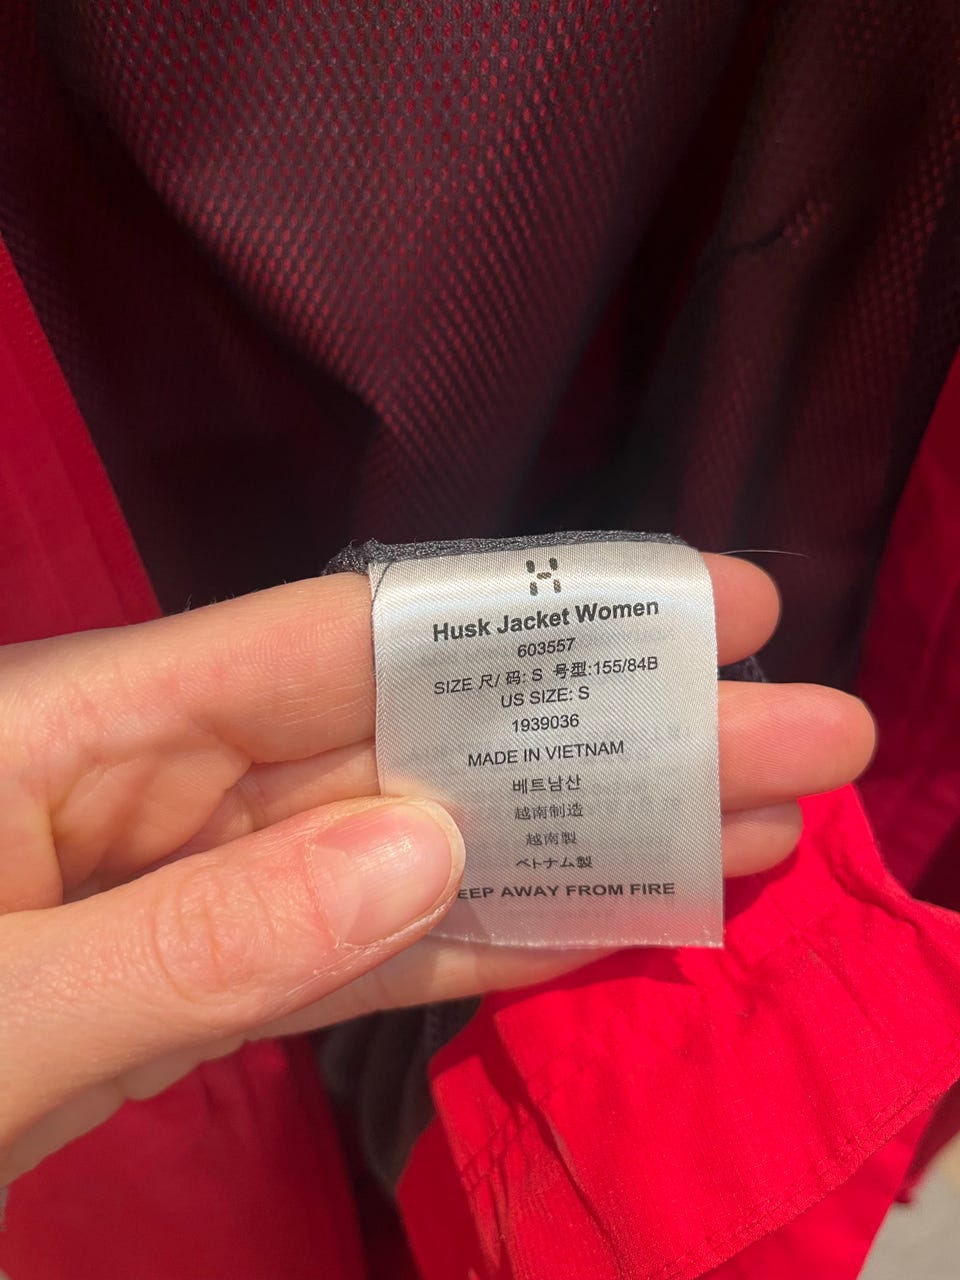 Husk Jacket Women
603557
SIZE 尺/ 码: S 号型:155/84B
US SIZE: S
1939036
MADE IN VIETNAM
베트남산
越南制造
越南製
ベトナム製
EEP AWAY FROM FIRE